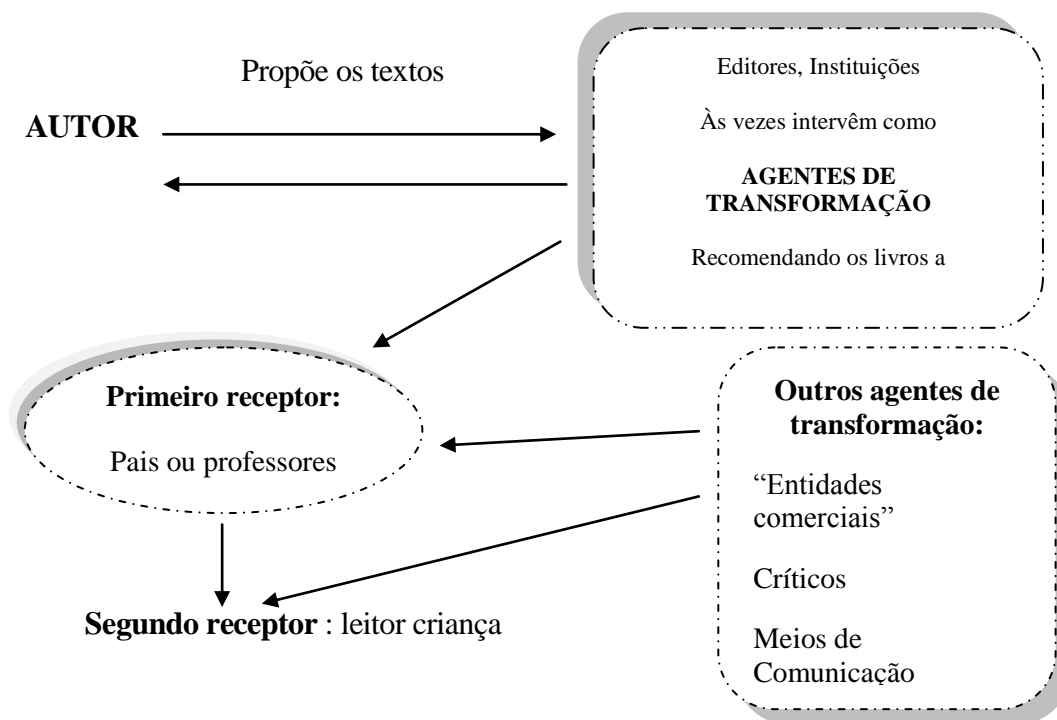 Propõe os textos
AUTOR
Editores, Instituições
Às vezes intervêm como
AGENTES DE
TRANSFORMAÇÃO
Recomendando os livros a
Primeiro receptor:
Pais ou professores
Outros agentes de
transformação:
“Entidades
comerciais”
Críticos
Meios de
Comunicação
Segundo receptor : leitor criança